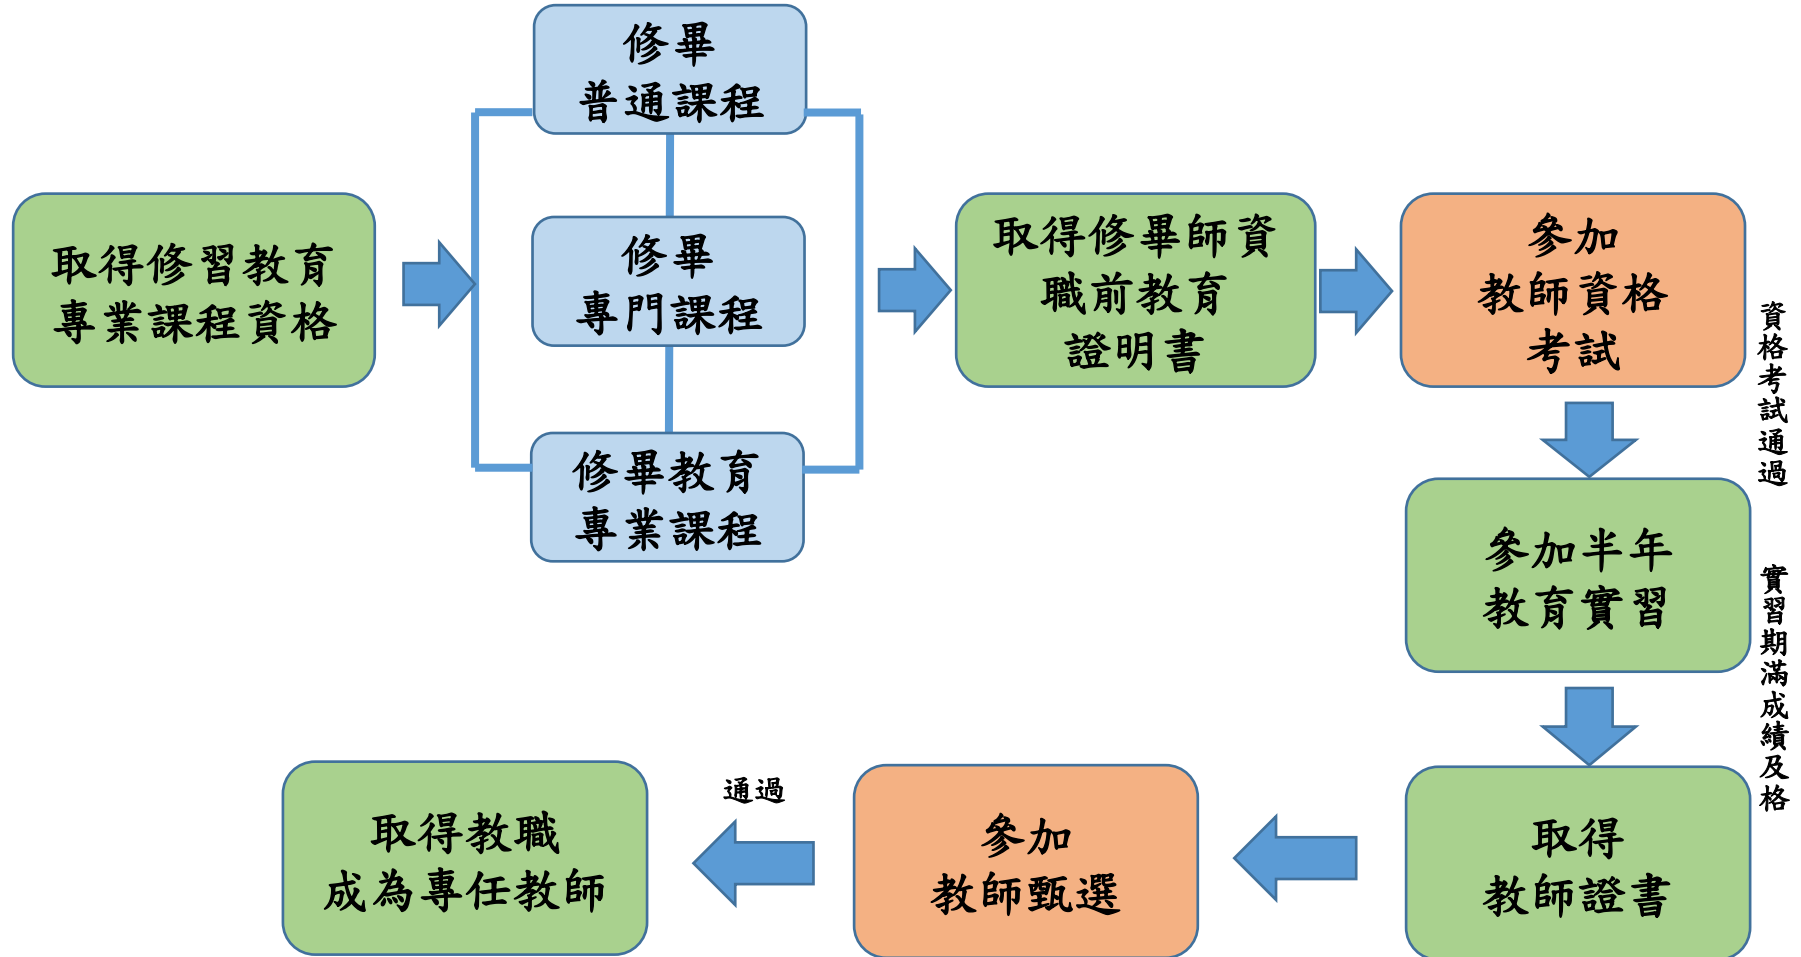 取得修習教育
專業課程資格
修畢
普通課程
修畢
專門課程
修畢教育
專業課程
取得修畢師資
職前教育
證明書
參加
教師資格
考試
資格考試通過
參加半年
教育實習
實習期滿成績及格
取得
教師證書
參加
教師甄選
通過
取得教職
成為專任教師